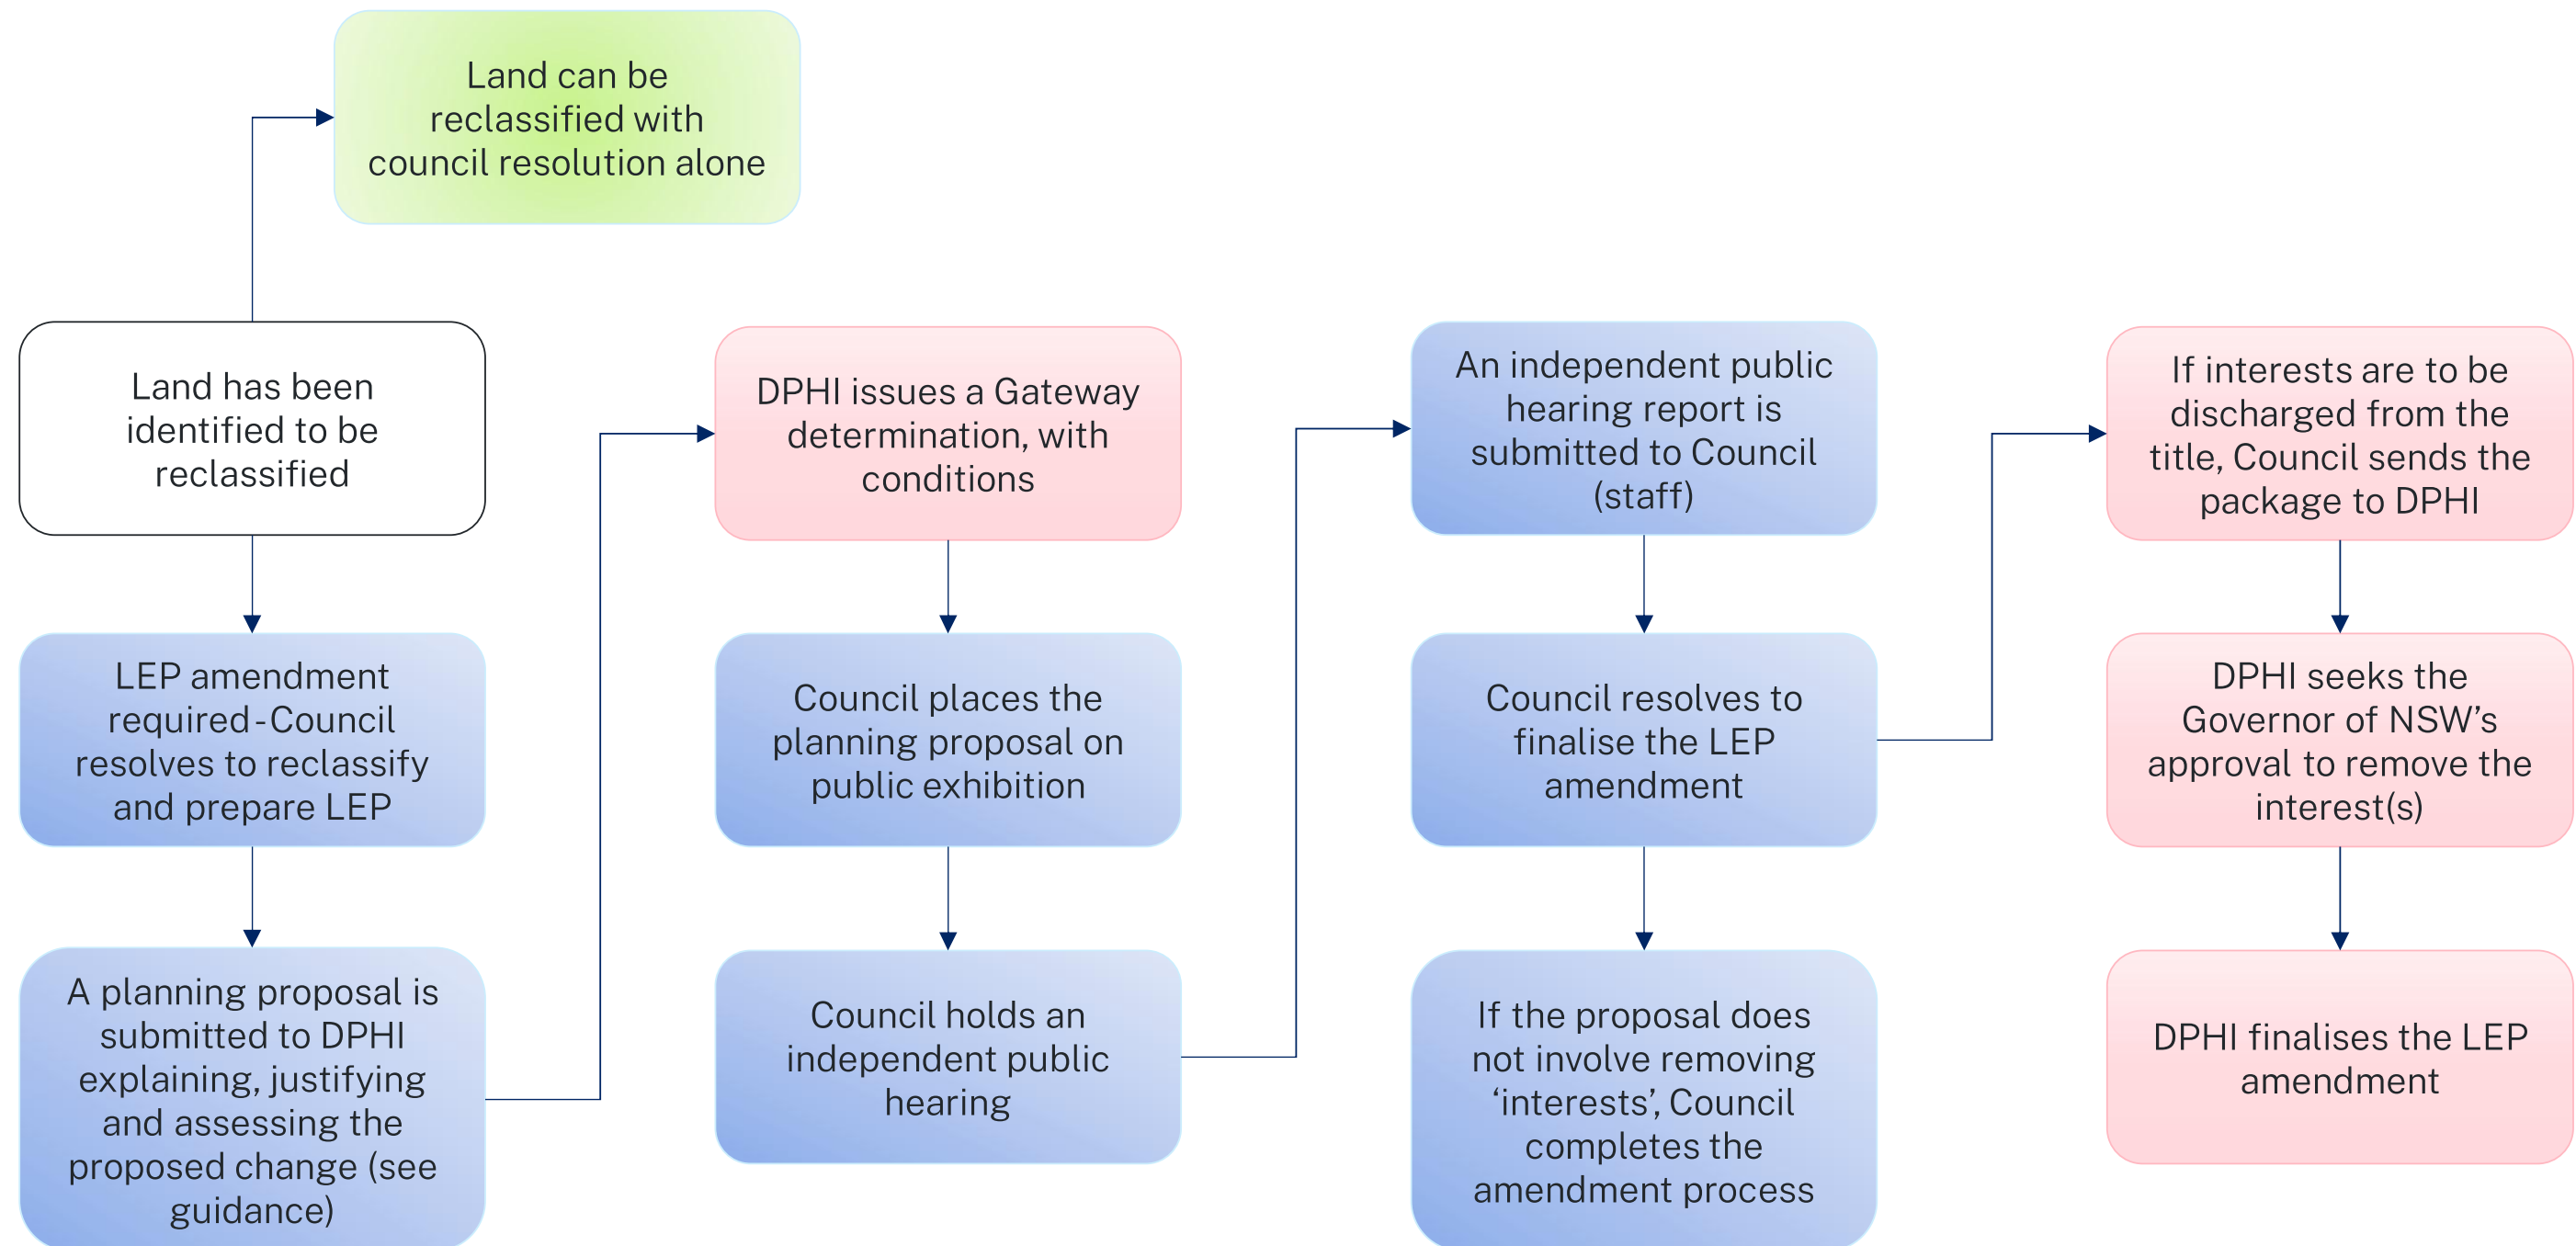 Land can be
reclassified with
council resolution alone
Land has been
identified to be
reclassified
LEP amendment
required - Council
resolves to reclassify
and prepare LEP
A planning proposal is
submitted to DPHI
explaining, justifying
and assessing the
proposed change (see
guidance)
DPHI issues a Gateway
determination, with
conditions
Council places the
planning proposal on
public exhibition
Council holds an
independent public
hearing
An independent public
hearing report is
submitted to Council
(staff)
Council resolves to
finalise the LEP
amendment
If the proposal does
not involve removing
‘interests’, Council
completes the
amendment process
If interests are to be
discharged from the
title, Council sends the
package to DPHI
DPHI seeks the
Governor of NSW’s
approval to remove the
interest(s)
DPHI finalises the LEP
amendment